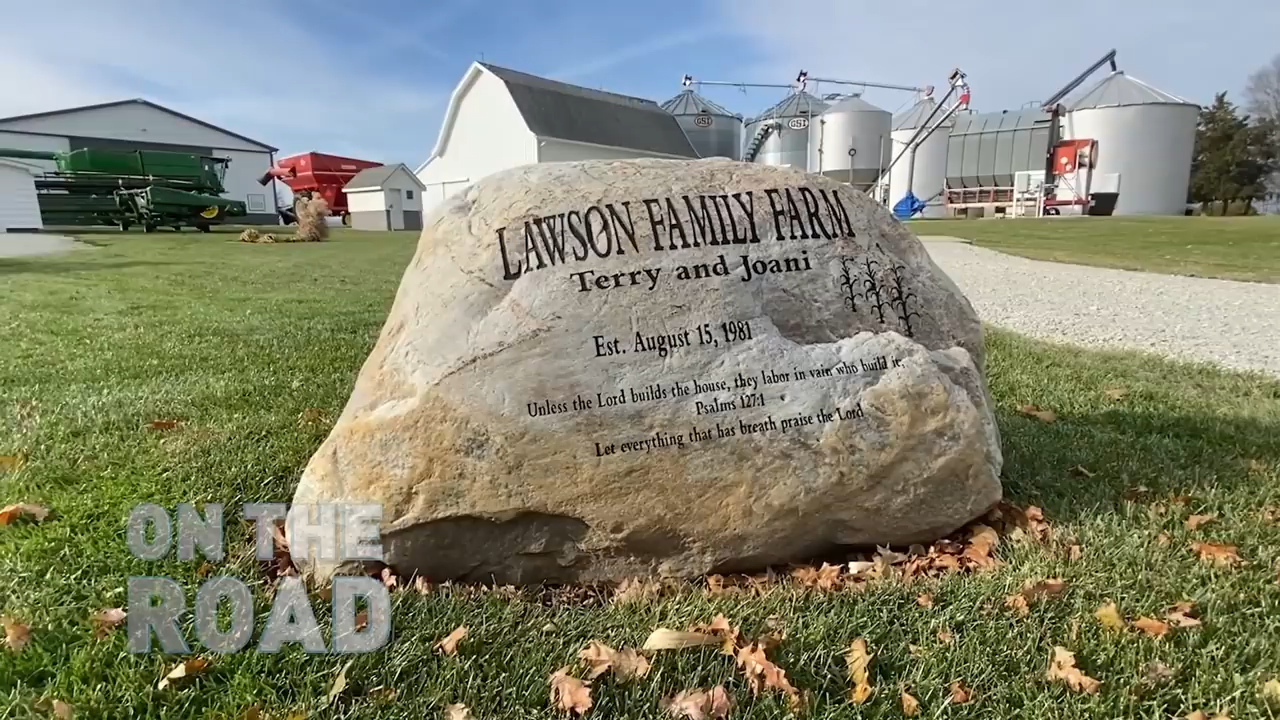 GSI
GSI
LAWSON FAMILY FARM
Terry and Joani
Est. August 15, 1981
Unless the Lord builds the house, they labor in vain who build it.
Psalms 127:1
Let everything that has breath praise the Lord
ON THE
ROAD